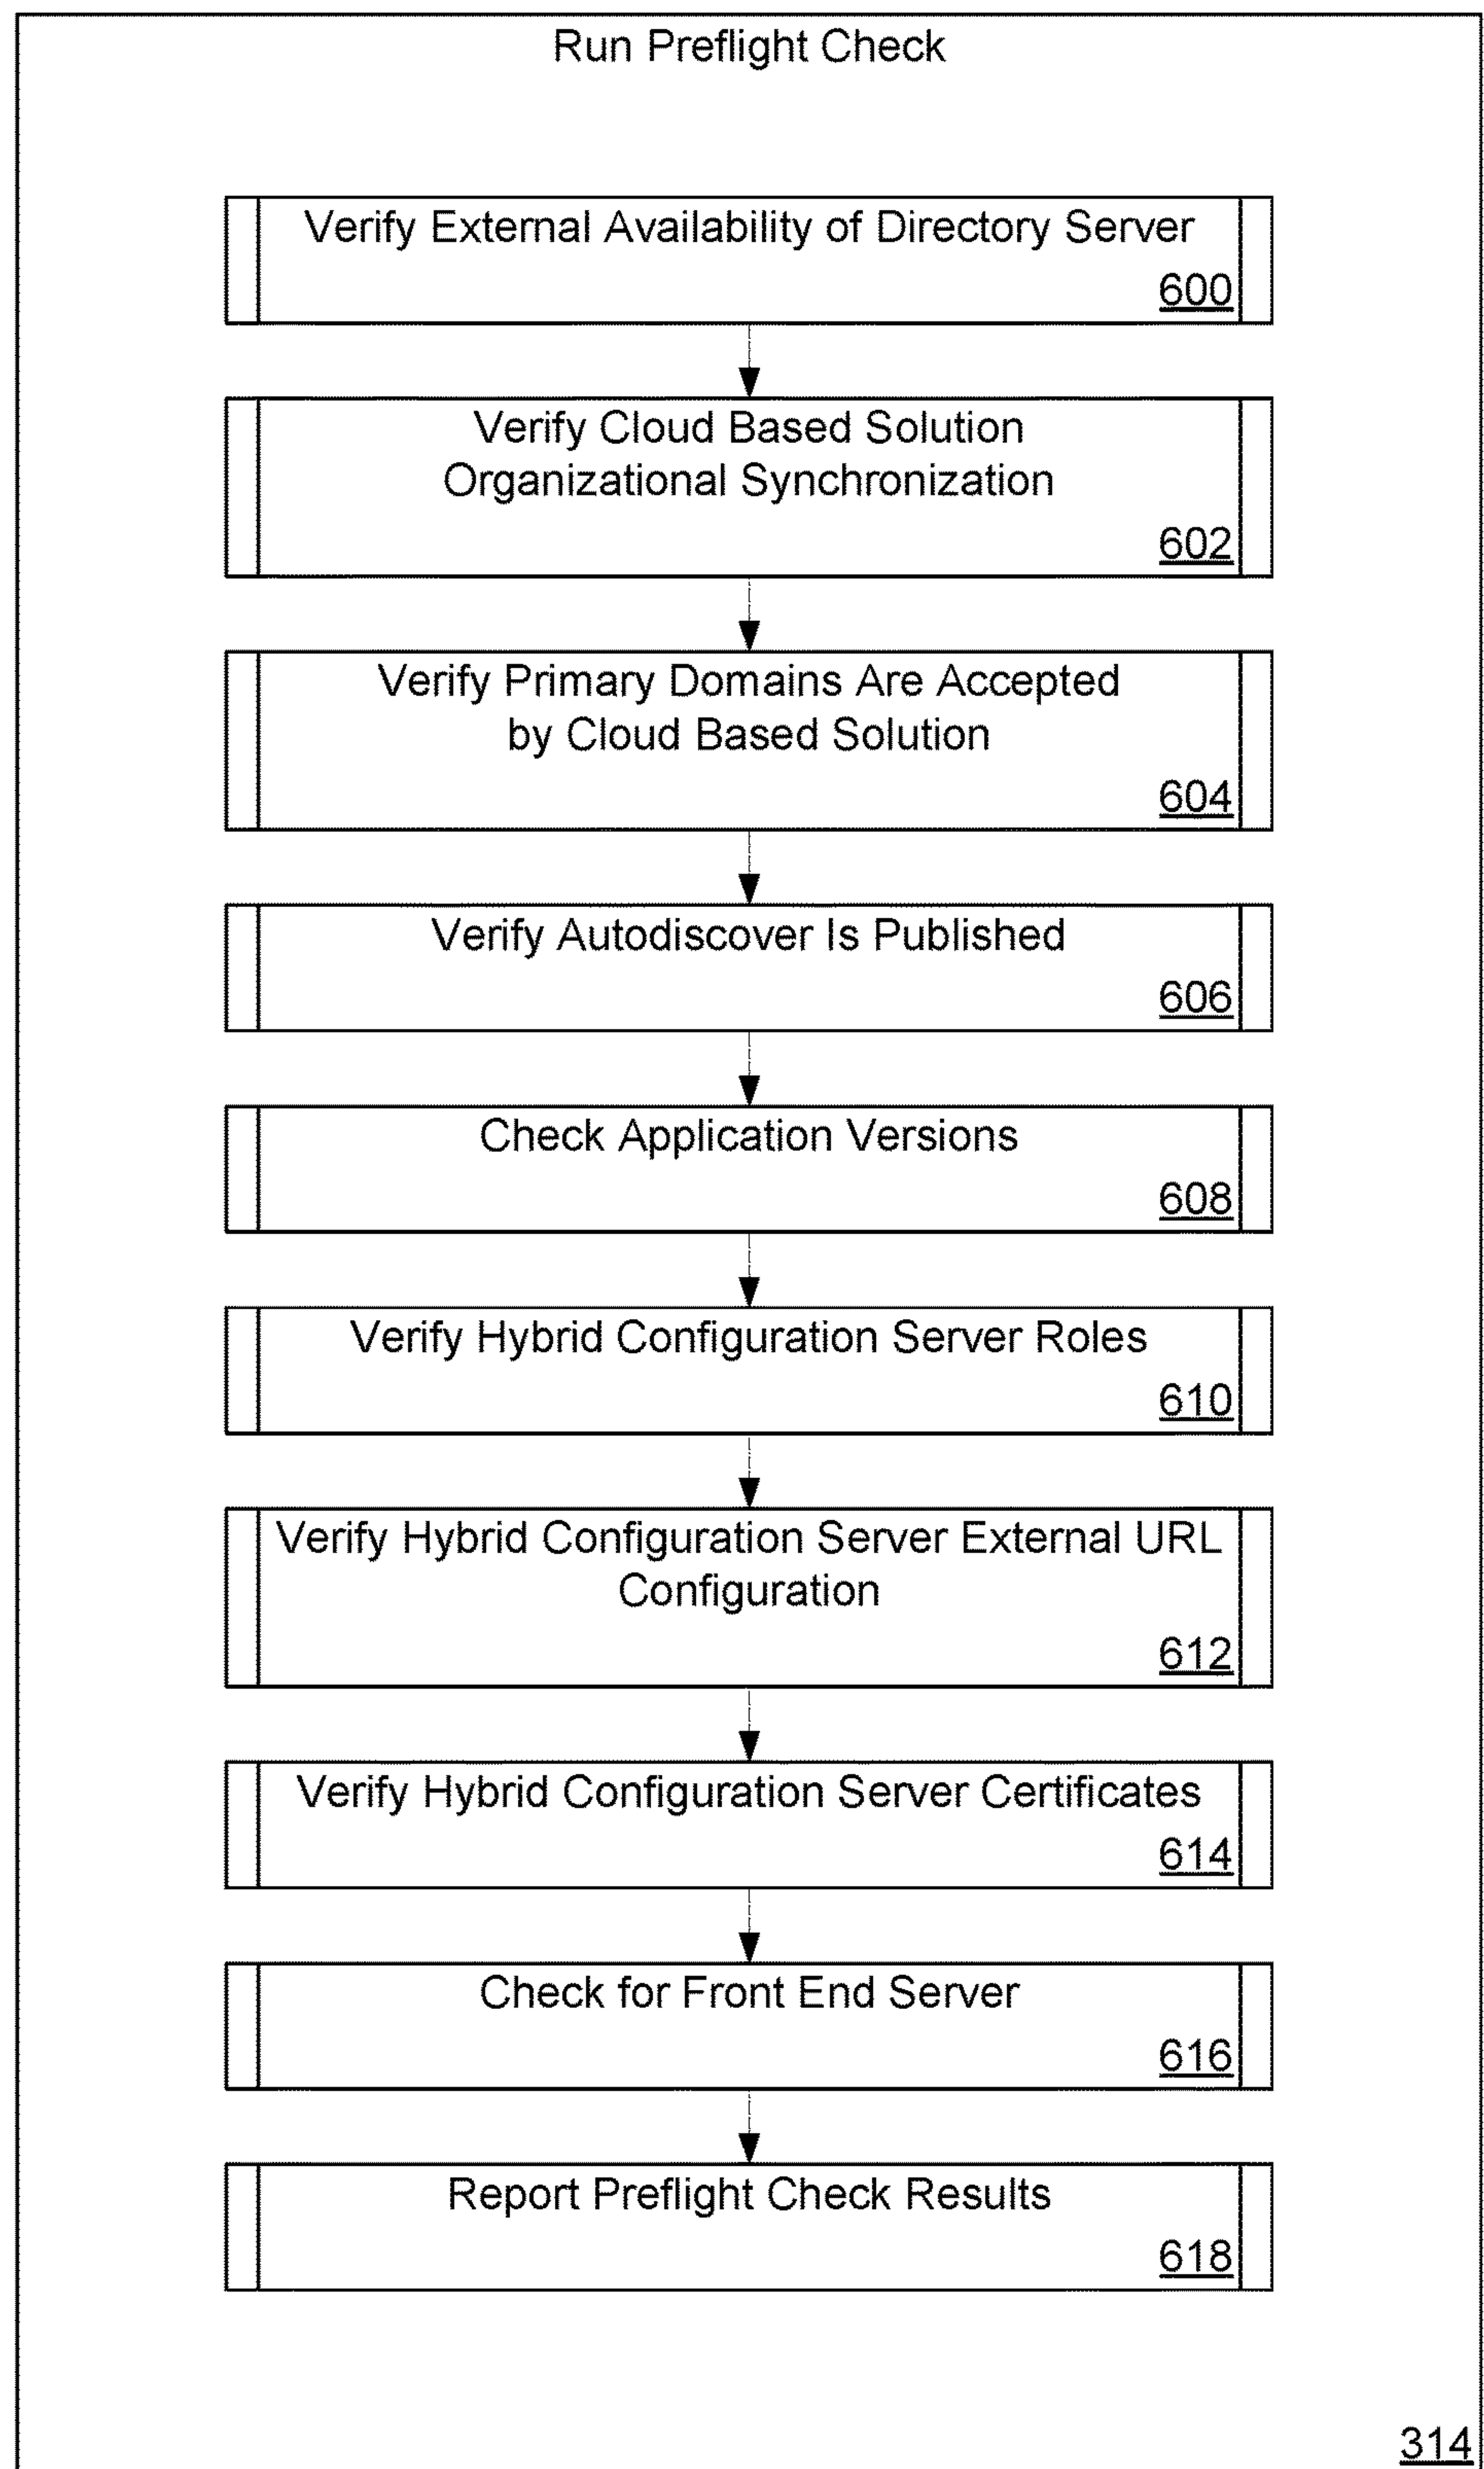 Run Preflight Check
Verify External Availability of Directory Server
600
Verify Cloud Based Solution
Organizational Synchronization
602
Verify Primary Domains Are Accepted
by Cloud Based Solution
604
Verify Autodiscover Is Published
606
Check Application Versions
608
Verify Hybrid Configuration Server Roles
610
Verify Hybrid Configuration Server External URL
Configuration
612
Verify Hybrid Configuration Server Certificates
614
Check for Front End Server
616
Report Preflight Check Results
618
314